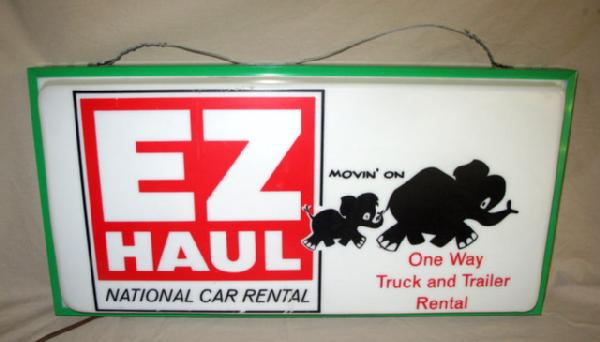 EZ
HAUL
NATIONAL CAR RENTAL
MOVIN' ON
One Way
Truck and Trailer
Rental